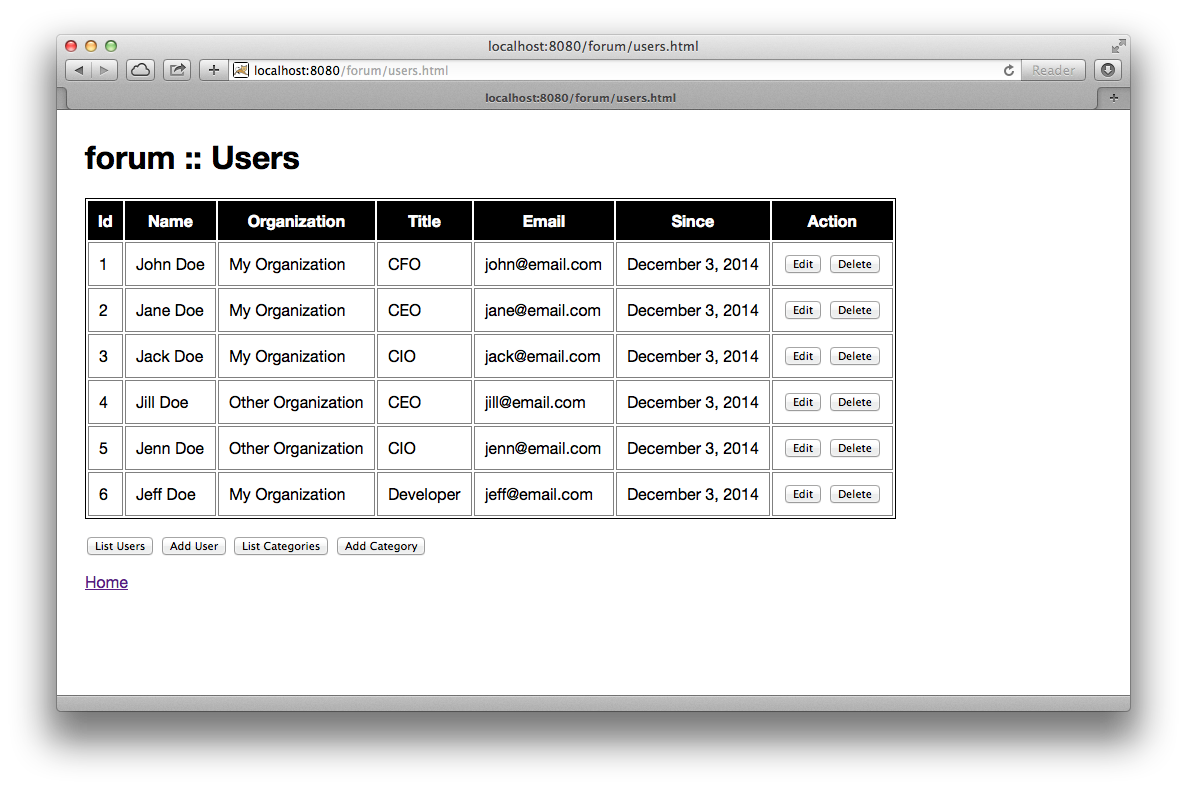 localhost:8080/forum/users.html
localhost:8080/forum/users.html Reader
localhost:8080/forum/users.html
forum :: Users
Id Name Organization Title Email Since Action
1 John Doe My Organization CFO john@email.com December 3, 2014 Edit Delete
2 Jane Doe My Organization CEO jane@email.com December 3, 2014 Edit Delete
3 Jack Doe My Organization CIO jack@email.com December 3, 2014 Edit Delete
4 Jill Doe Other Organization CEO jill@email.com December 3, 2014 Edit Delete
5 Jenn Doe Other Organization CIO jenn@email.com December 3, 2014 Edit Delete
6 Jeff Doe My Organization Developer jeff@email.com December 3, 2014 Edit Delete
List Users Add User List Categories Add Category
Home